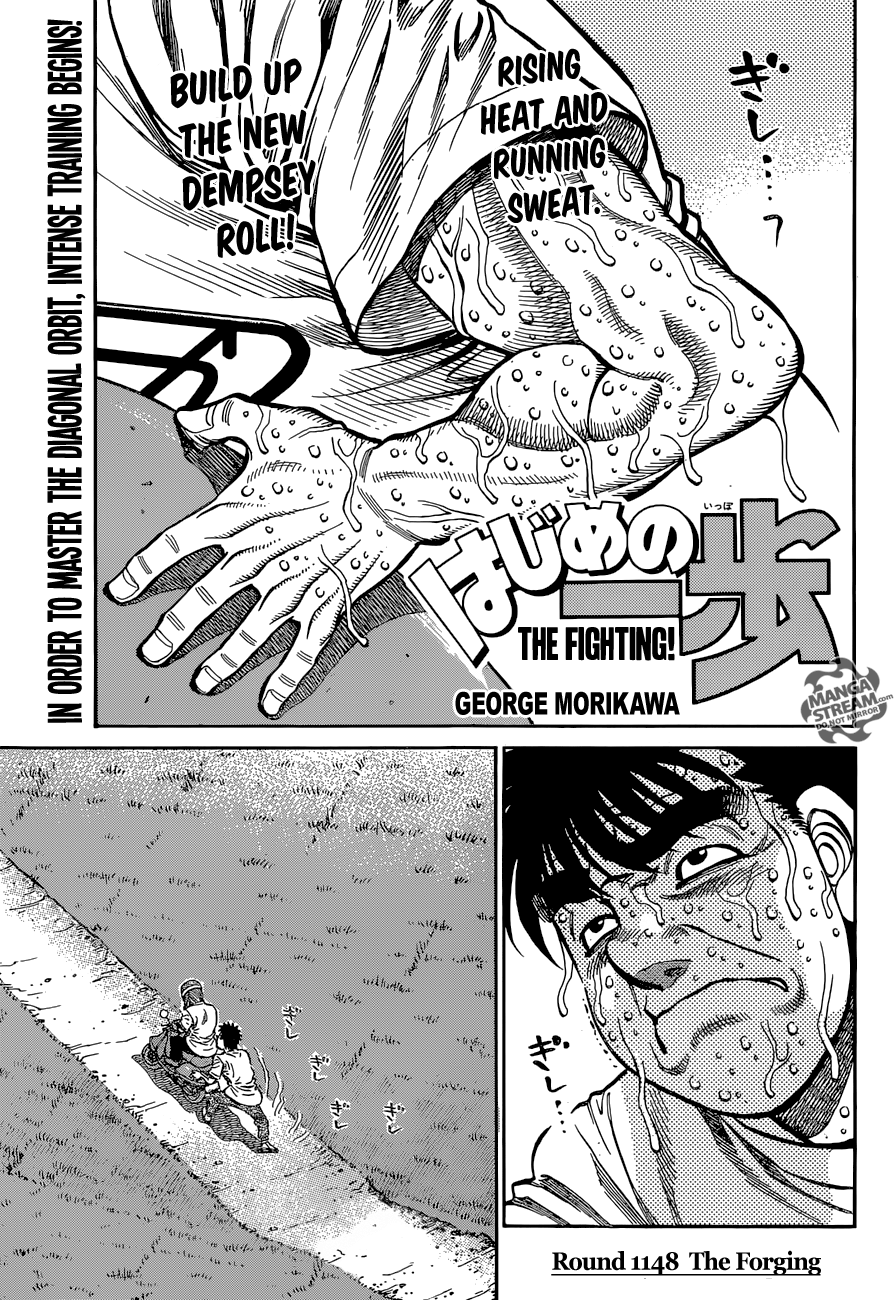 IN ORDER TO MASTER THE DIAGONAL ORBIT, INTENSE TRAINING BEGINS!
BUILD UP
THE NEW
DEMPSEY
ROLL!
RISING
HEAT AND
RUNNING
SWEAT.
ぎし…っ
いっぽ
はじめの一歩
THE FIGHTING!
GEORGE MORIKAWA
MANGA
STREAM.com
DO NOT MIRROR
ぎし
ぎし
ぎし
ぎし
ぎし…
Round 1148 The Forging